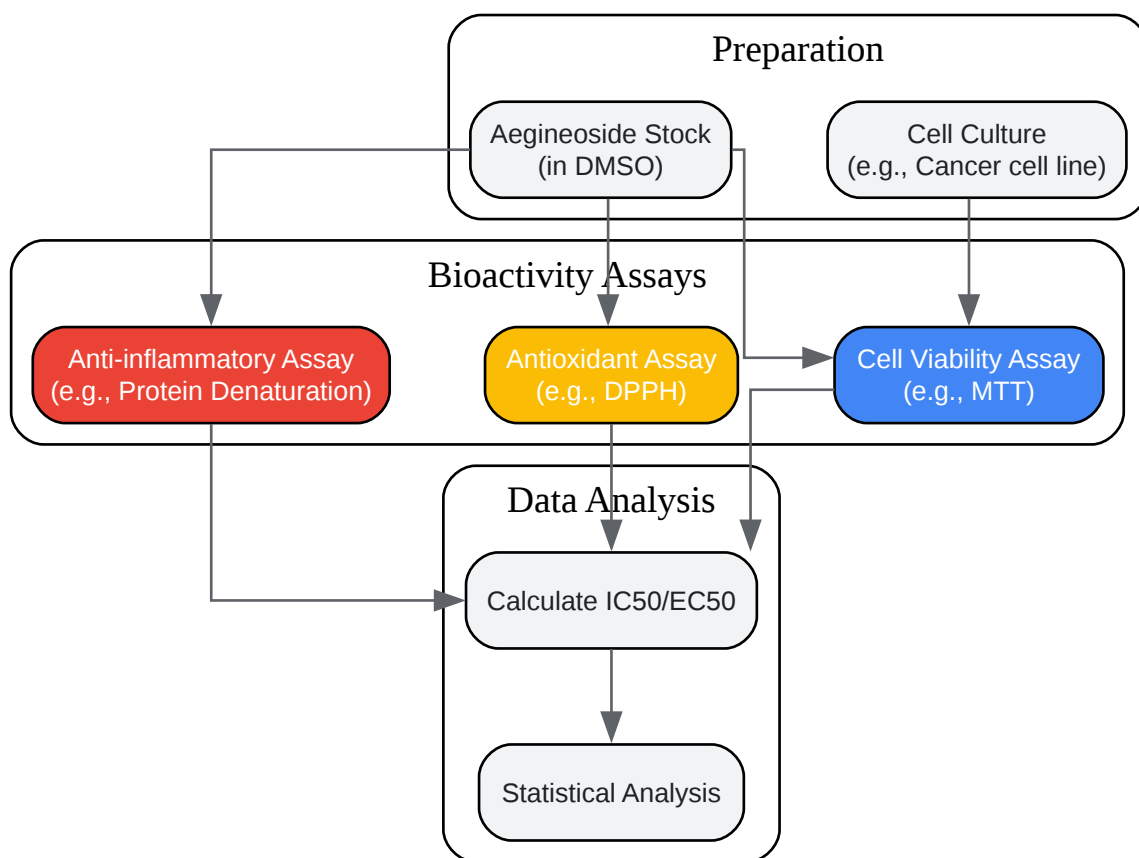 Preparation
Aegineoside Stock
(in DMSO)
Cell Culture
(e.g., Cancer cell line)
Bioactivity Assays
Anti-inflammatory Assay
(e.g., Protein Denaturation)
Antioxidant Assay
(e.g., DPPH)
Cell Viability Assay
(e.g., MTT)
Data Analysis
Calculate IC50/EC50
Statistical Analysis